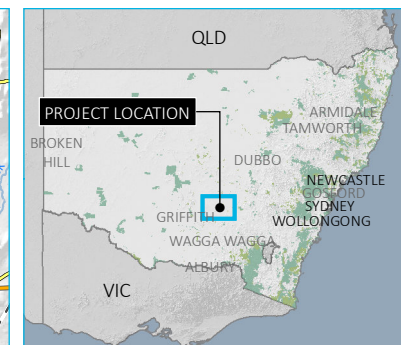 QLD
PROJECT LOCATION
ARMIDALE
TAMWORTH
BROKEN
HILL
DUBBO
NEWCASTLE
GOSFORD
SYDNEY
GRIFFITH
WOLLONGONG
WAGGA WAGGA
ALBURY
VIC